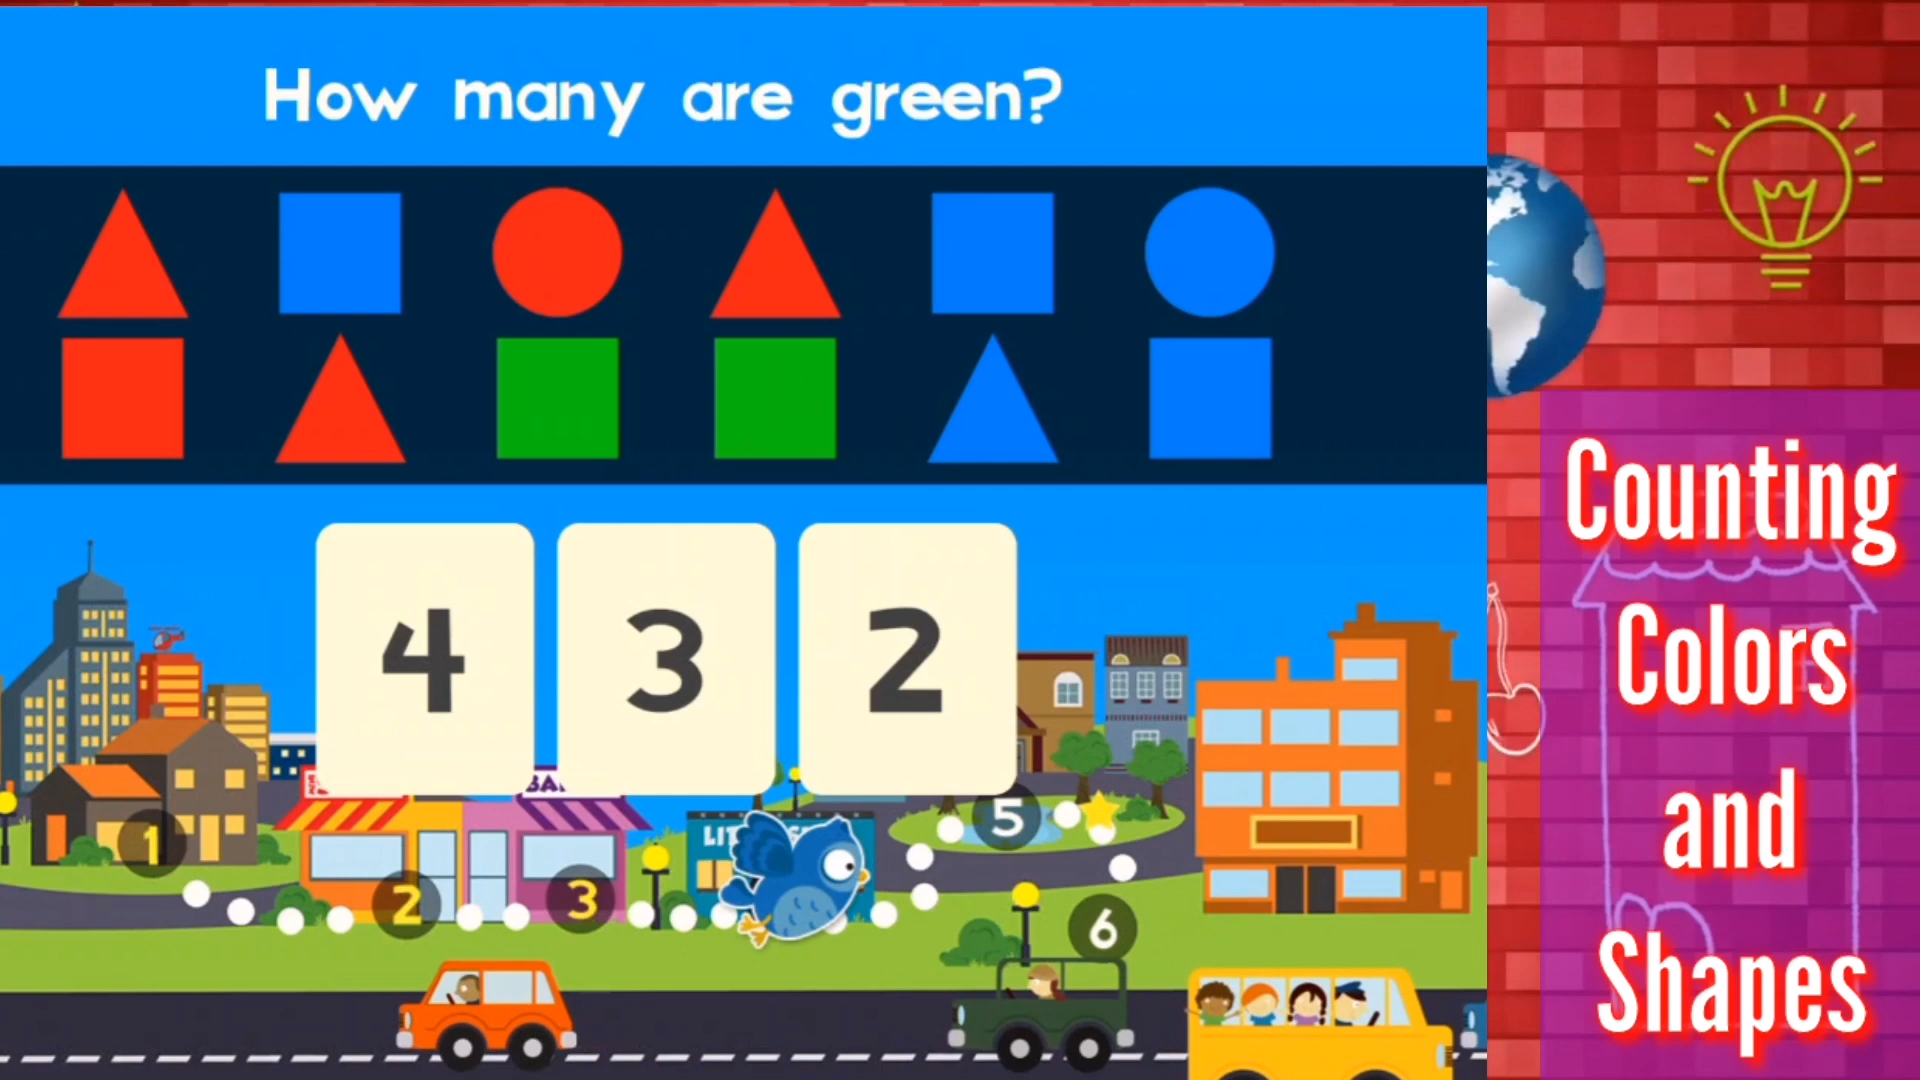 How many are green?
4 3 2
1
2
3
5
6
Counting
Colors
and
Shapes